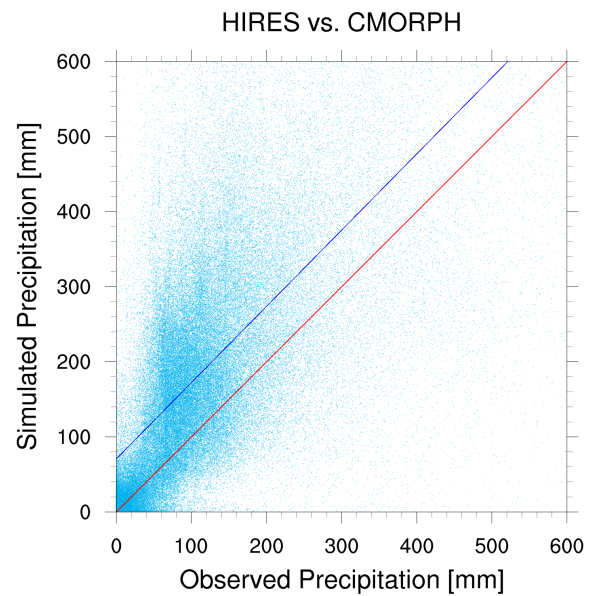 HIRES vs. CMORPH
600
500
400
300
200
100
0
Simulated Precipitation [mm]
0 100 200 300 400 500 600
Observed Precipitation [mm]